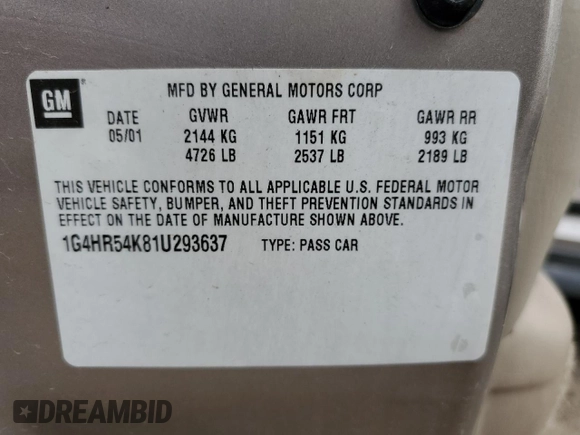 GM
®
MFD BY GENERAL MOTORS CORP
DATE GVWR GAWR FRT GAWR RR
05/01 2144 KG 1151 KG 993 KG
4726 LB 2537 LB 2189 LB
THIS VEHICLE CONFORMS TO ALL APPLICABLE U.S. FEDERAL MOTOR
VEHICLE SAFETY, BUMPER, AND THEFT PREVENTION STANDARDS IN
EFFECT ON THE DATE OF MANUFACTURE SHOWN ABOVE.
1G4HR54K81U293637 TYPE: PASS CAR
DREAMBID